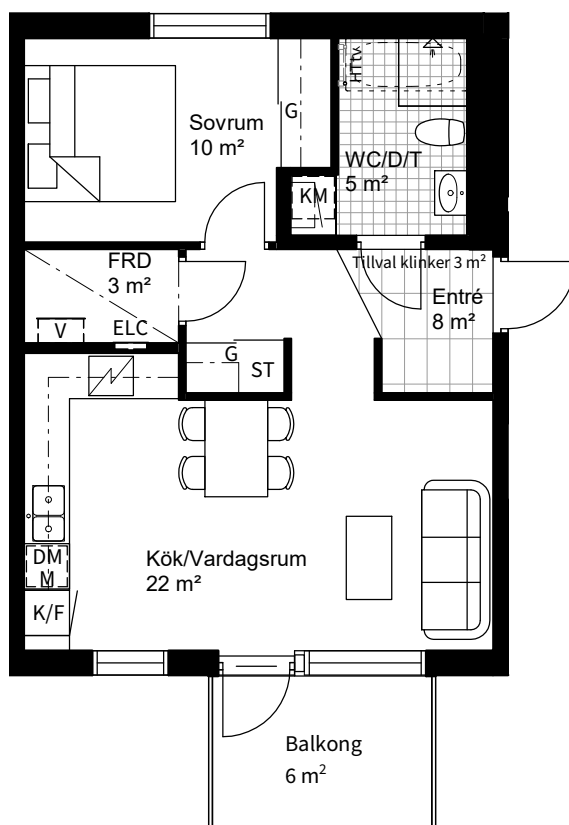 HTtv
Sovrum
10 m²
G
WC/D/T
5 m²
KM
FRD
3 m²
Tillval klinker 3 m²
Entré
8 m²
V
ELC
G
ST
DM
M
K/F
Kök/Vardagsrum
22 m²
Balkong
6 m²